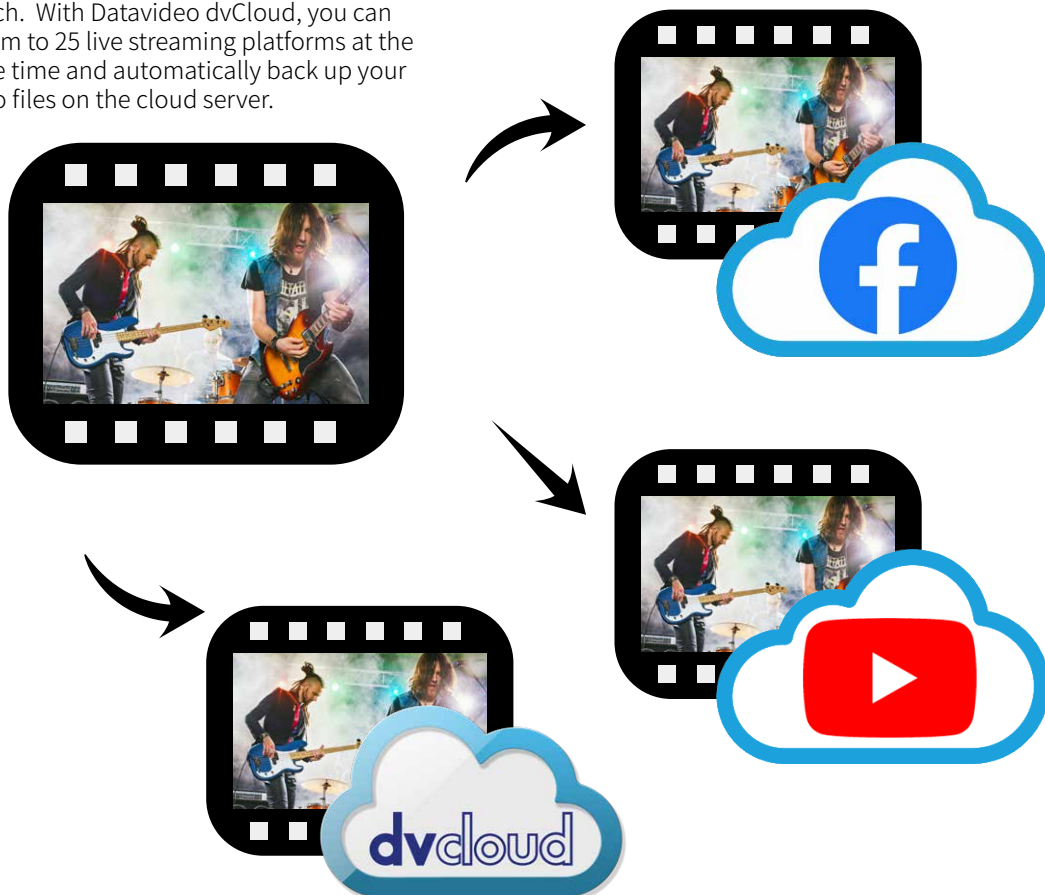 ch. With Datavideo dvCloud, you can
m to 25 live streaming platforms at the
e time and automatically back up your
o files on the cloud server.
f
dvcloud